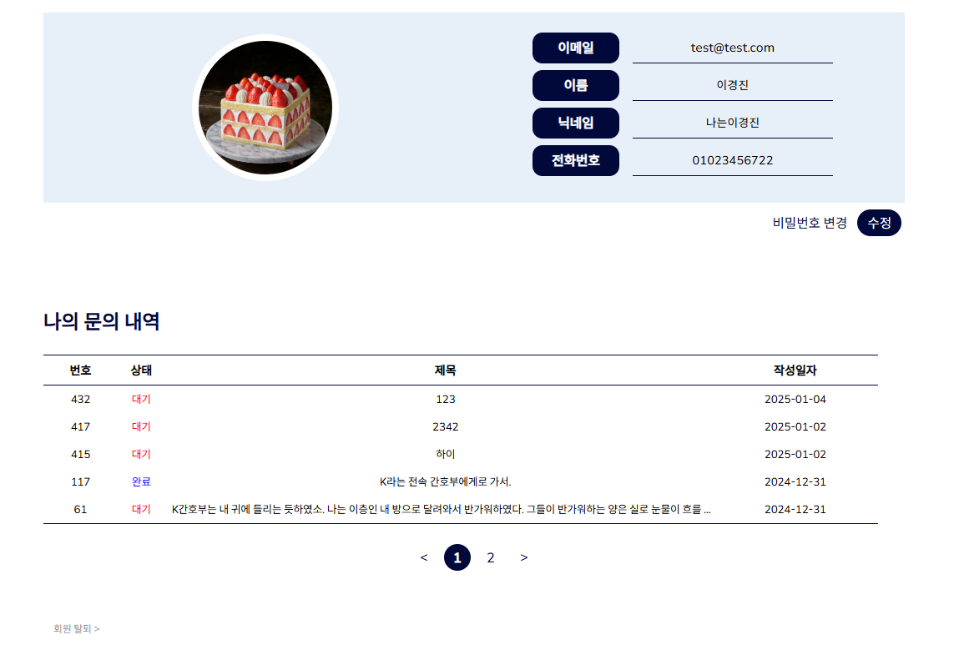 이메일 test@test.com
이름 이경진
닉네임 나는이경진
전화번호 01023456722
비밀번호 변경 수정
나의 문의 내역
번호 상태 제목 작성일자
432 대기 123 2025-01-04
417 대기 2342 2025-01-02
415 대기 하이 2025-01-02
117 완료 K라는 전속 간호부에게로 가서. 2024-12-31
61 대기 K간호부는 내 귀에 들리는 듯하였소. 나는 이층인 내 방으로 달려와서 반가워하였다. 그들이 반가워하는 양은 실로 눈물이 흐를 ... 2024-12-31
< 1 2 >
회원 탈퇴 >